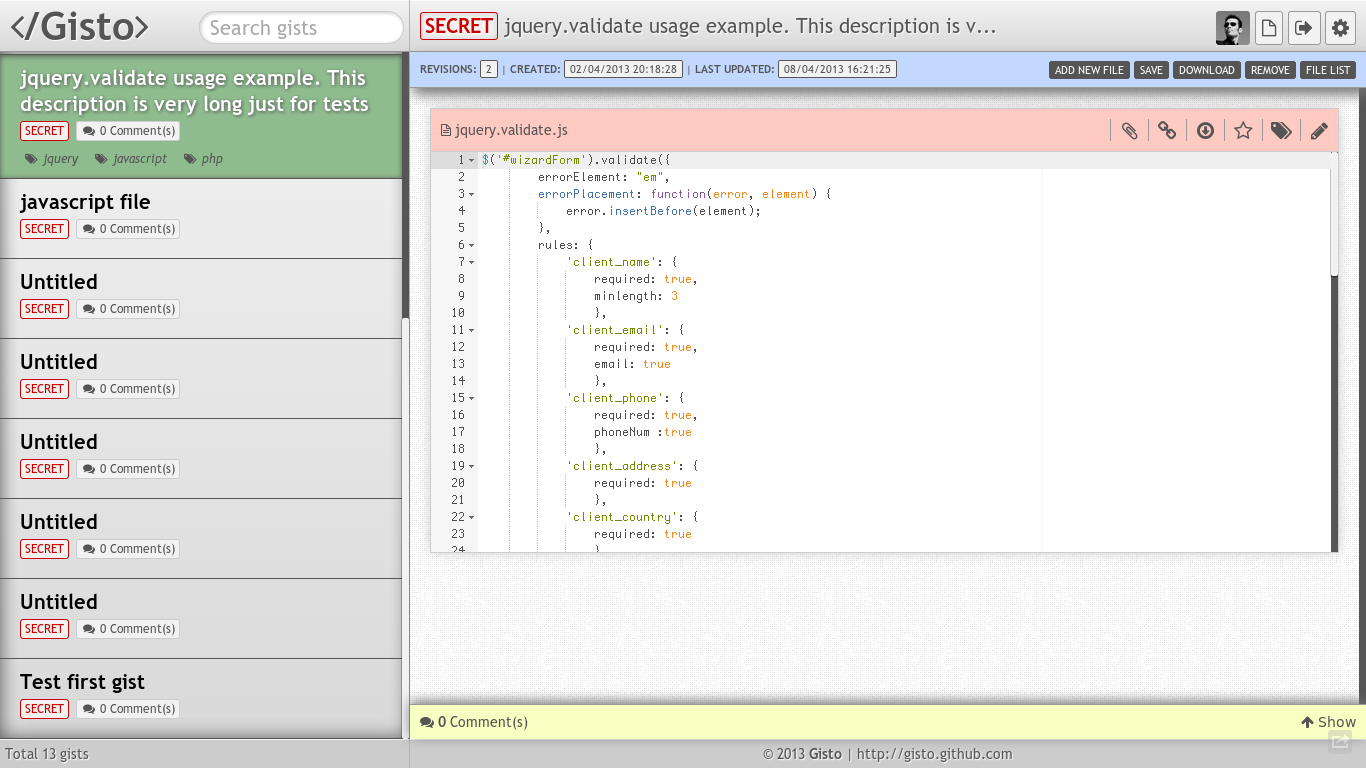 </Gisto>
Search gists
jquery.validate usage example. This
description is very long just for tests
SECRET 0 Comment(s)
Jquery javascript php
javascript file
SECRET 0 Comment(s)
Untitled
SECRET 0 Comment(s)
Untitled
SECRET 0 Comment(s)
Untitled
SECRET 0 Comment(s)
Untitled
SECRET 0 Comment(s)
Untitled
SECRET 0 Comment(s)
Test first gist
SECRET 0 Comment(s)
Total 13 gists
SECRET jquery.validate usage example. This description is v...
REVISIONS: 2 | CREATED: 02/04/2013 20:18:28 | LAST UPDATED: 08/04/2013 16:21:25
ADD NEW FILE SAVE DOWNLOAD REMOVE FILE LIST
jquery.validate.js
1 $('#wizardForm').validate({
2 errorElement: "em",
3 errorPlacement: function(error, element) {
4 error.insertBefore(element);
5 },
6 rules: {
7 'client_name': {
8 required: true,
9 minlength: 3
10 },
11 'client_email': {
12 required: true,
13 email: true
14 },
15 'client_phone': {
16 required: true,
17 phoneNum :true
18 },
19 'client_address': {
20 required: true
21 },
22 'client_country': {
23 required: true
24 }
0 Comment(s)
Show
© 2013 Gisto | http://gisto.github.com